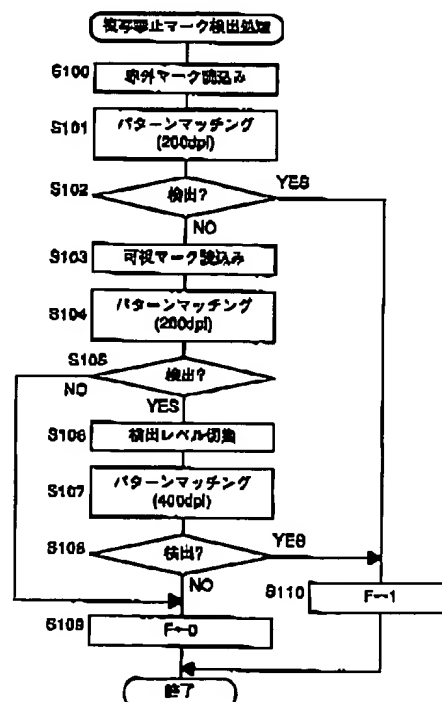 複写禁止マーク検出処理
S100
赤外マーク読込み
S101
パターンマッチング
(200dpi)
S102
検出?
YES
NO
S103
可視マーク読込み
S104
パターンマッチング
(200dpi)
S105
検出?
NO
YES
S106
検出レベル切換
S107
パターンマッチング
(400dpi)
S108
検出?
YES
NO
S109
F←0
S110
F←1
終了